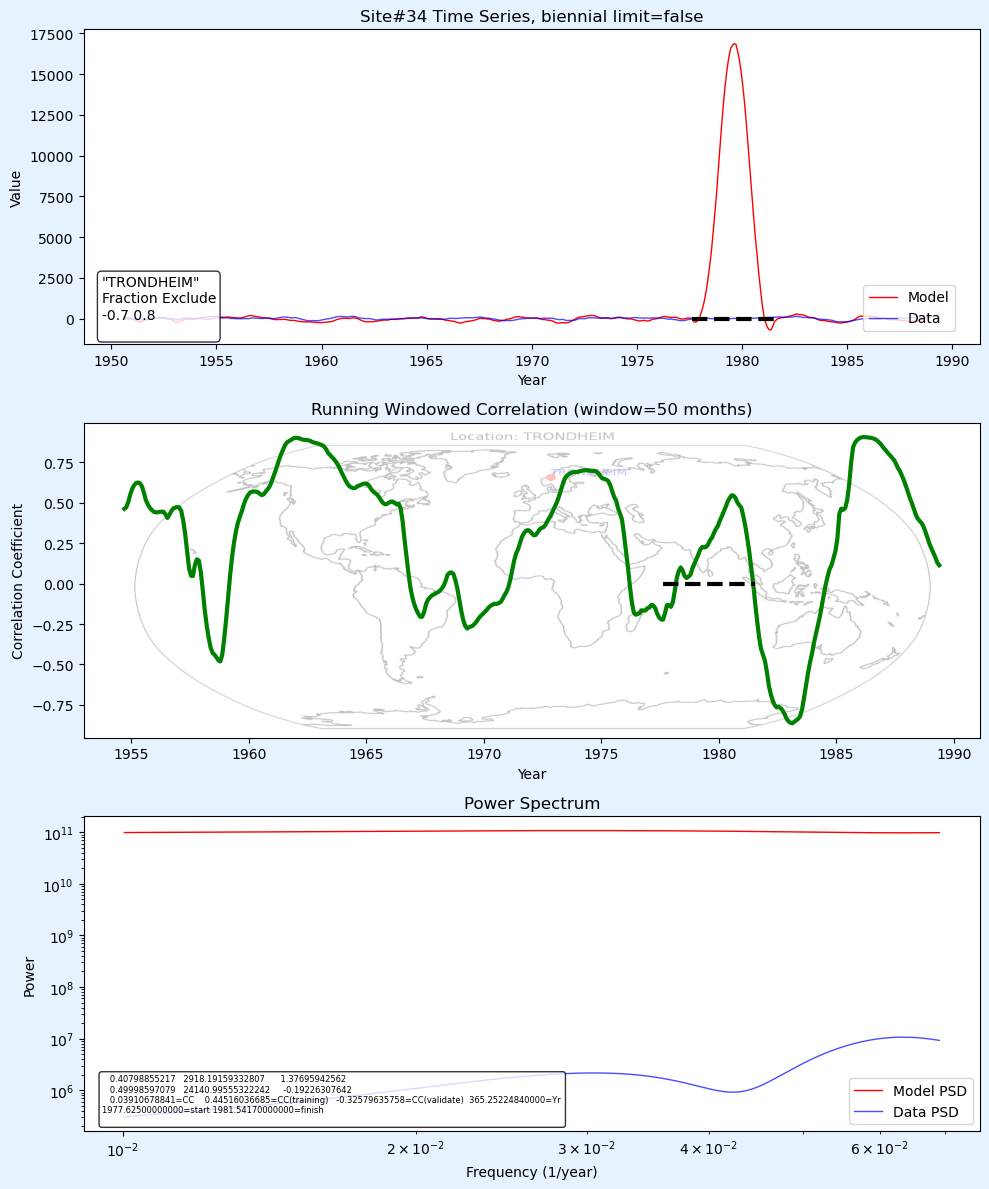 Site#34 Time Series, biennial limit=false
17500
15000
12500
10000
7500
5000
2500
0
Value
"TRONDHEIM"
Fraction Exclude
-0.7 0.8
Model
Data
1950 1955 1960 1965 1970 1975 1980 1985 1990
Year
Running Windowed Correlation (window=50 months)
Location: TRONDHEIM
TRONDHEIM
0.75
0.50
0.25
0.00
−0.25
−0.50
−0.75
Correlation Coefficient
1955 1960 1965 1970 1975 1980 1985 1990
Year
Power Spectrum
10^11
10^10
10^9
10^8
10^7
10^6
Power
0.40798855217 2918.19159332807 1.37695942562
0.49998597079 24140.99555322242 -0.19226307642
0.03910678841=CC 0.44516036685=CC(training) -0.32579635758=CC(validate) 365.25224840000=Yr
1977.62500000000=start 1981.54170000000=finish
Model PSD
Data PSD
10^−2 2 × 10^−2 3 × 10^−2 4 × 10^−2 6 × 10^−2
Frequency (1/year)